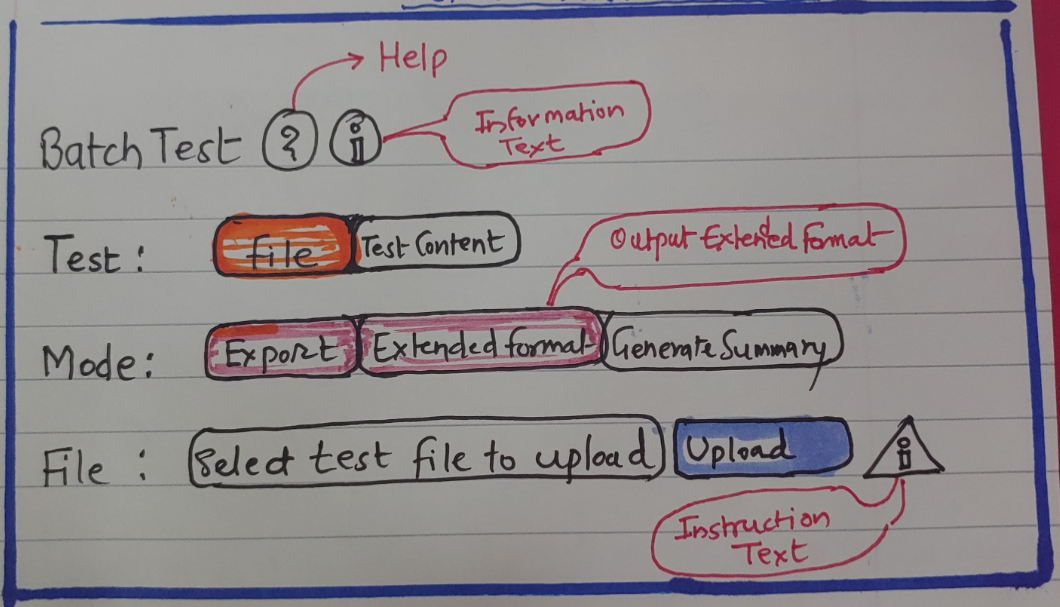 Help
Batch Test ? i
Information
Text
Test : file Test Content
Output Extended format
Mode: Export Extended format Generate Summary
File : Select test file to upload Upload i
Instruction
Text